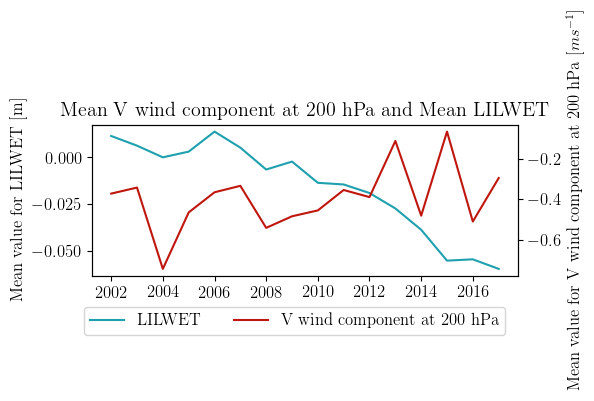 Mean V wind component at 200 hPa and Mean LILWET
Mean value for LILWET [m]
0.000
−0.025
−0.050
−0.2
−0.4
−0.6
Mean value for V wind component at 200 hPa [ms⁻¹]
2002 2004 2006 2008 2010 2012 2014 2016
LILWET V wind component at 200 hPa